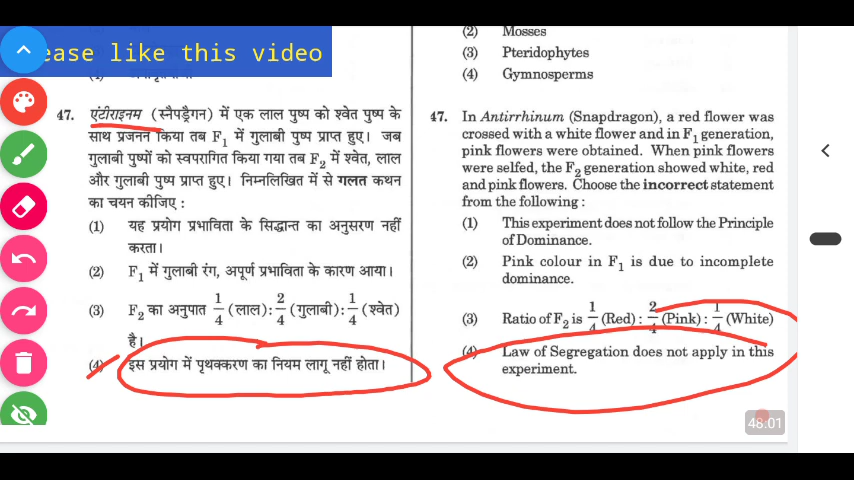 ease like this video
47. एंटीराइनम (स्नैपड्रैगन) में एक लाल पुष्प को श्वेत पुष्प के
साथ प्रजनन किया तब F₁ में गुलाबी पुष्प प्राप्त हुए। जब
गुलाबी पुष्पों को स्वपरागित किया गया तब F₂ में श्वेत, लाल
और गुलाबी पुष्प प्राप्त हुए। निम्नलिखित में से गलत कथन
का चयन कीजिए :
(1) यह प्रयोग प्रभाविता के सिद्धान्त का अनुसरण नहीं
करता।
(2) F₁ में गुलाबी रंग, अपूर्ण प्रभाविता के कारण आया।
(3) F₂ का अनुपात 1/4 (लाल) : 2/4 (गुलाबी) : 1/4 (श्वेत)
है।
(4) इस प्रयोग में पृथक्करण का नियम लागू नहीं होता।
(2) Mosses
(3) Pteridophytes
(4) Gymnosperms
47. In Antirrhinum (Snapdragon), a red flower was
crossed with a white flower and in F₁ generation,
pink flowers were obtained. When pink flowers
were selfed, the F₂ generation showed white, red
and pink flowers. Choose the incorrect statement
from the following :
(1) This experiment does not follow the Principle
of Dominance.
(2) Pink colour in F₁ is due to incomplete
dominance.
(3) Ratio of F₂ is 1/4 (Red) : 2/4 (Pink) : 1/4 (White)
(4) Law of Segregation does not apply in this
experiment.
48:01